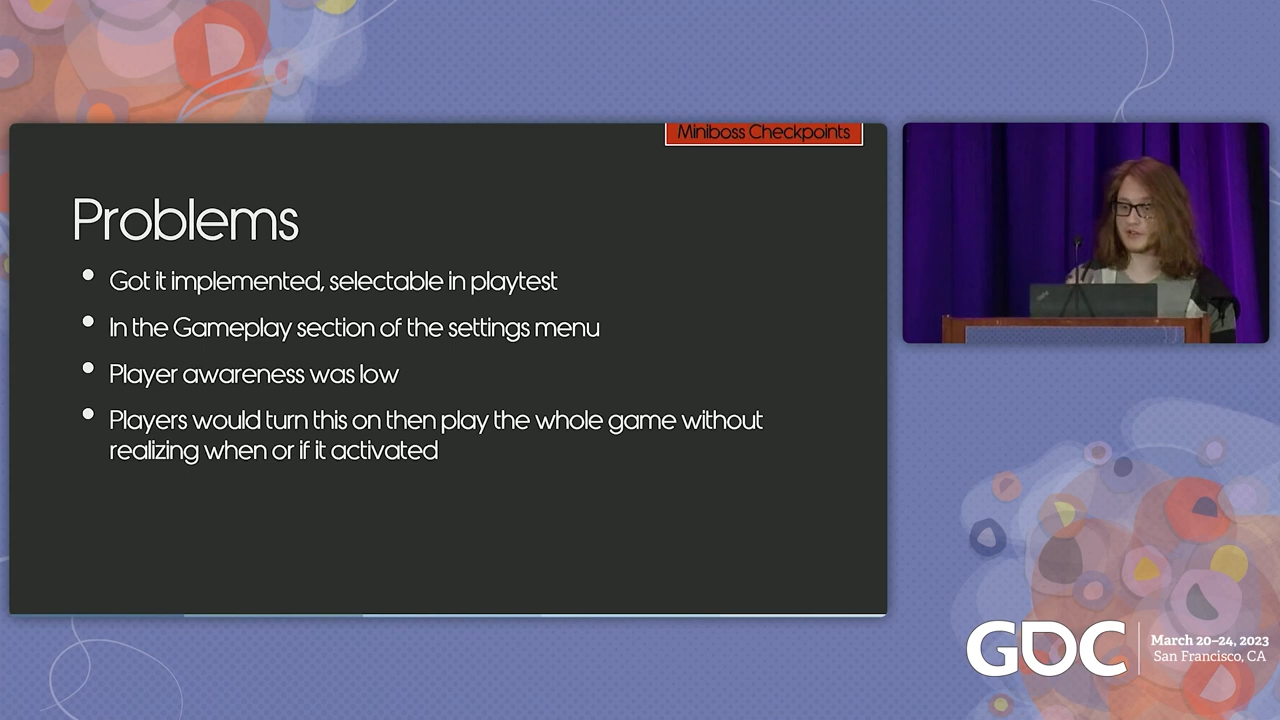 Miniboss Checkpoints
Problems
Got it implemented, selectable in playtest
In the Gameplay section of the settings menu
Player awareness was low
Players would turn this on then play the whole game without
realizing when or if it activated
GDC
March 20–24, 2023
San Francisco, CA